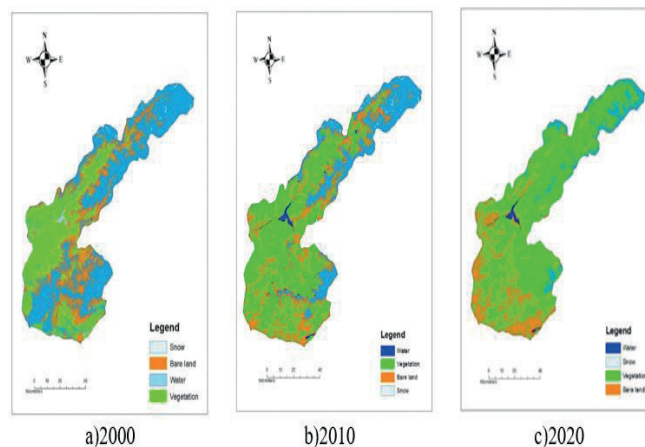 N
W E
S
Legend
Snow
Bare land
Water
Vegetation
a)2000
N
W E
S
Legend
Water
Vegetation
Bare land
Snow
b)2010
N
W E
S
Legend
Water
Snow
Vegetation
Bare land
c)2020